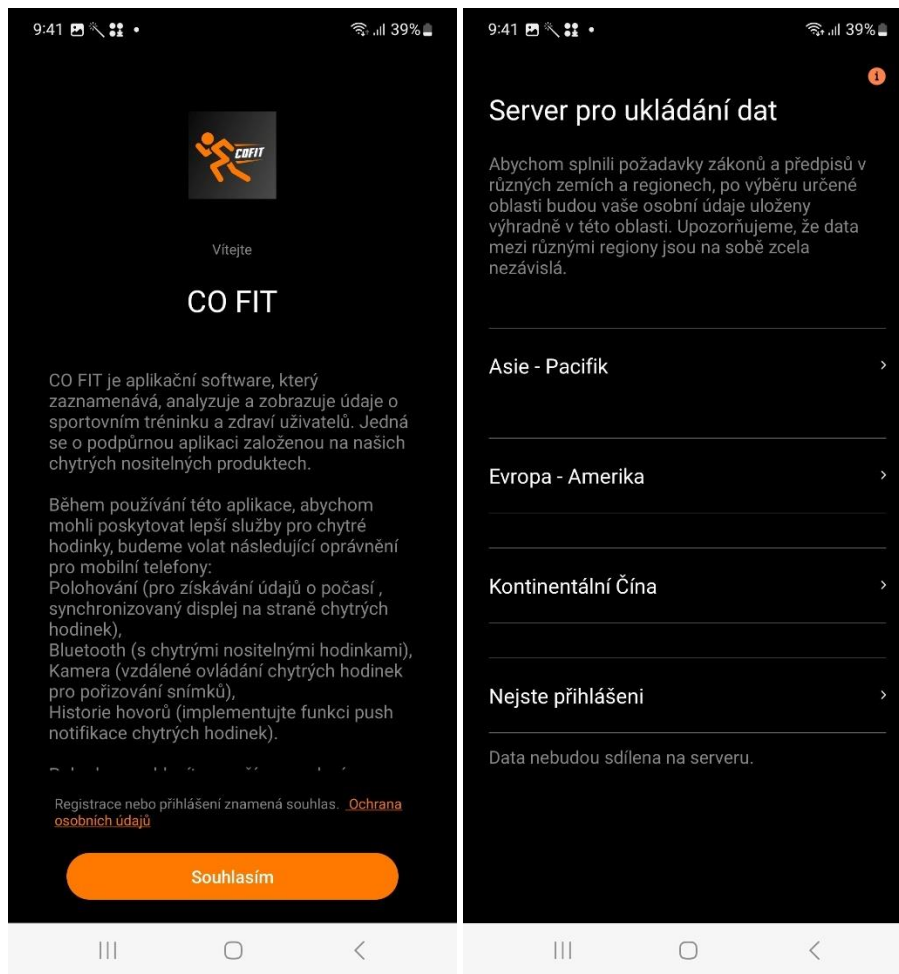 9:41
39%
COFIT
Vítejte
CO FIT
CO FIT je aplikační software, který
zaznamenává, analyzuje a zobrazuje údaje o
sportovním tréninku a zdraví uživatelů. Jedná
se o podpůrnou aplikaci založenou na našich
chytrých nositelných produktech.
Během používání této aplikace, abychom
mohli poskytovat lepší služby pro chytré
hodinky, budeme volat následující oprávnění
pro mobilní telefony:
Polohování (pro získávání údajů o počasí ,
synchronizovaný displej na straně chytrých
hodinek),
Bluetooth (s chytrými nositelnými hodinkami),
Kamera (vzdálené ovládání chytrých hodinek
pro pořizování snímků),
Historie hovorů (implementujte funkci push
notifikace chytrých hodinek).
Registrace nebo přihlášení znamená souhlas. Ochrana
osobních údajů
Souhlasím
9:41
39%
Server pro ukládání dat
Abychom splnili požadavky zákonů a předpisů v
různých zemích a regionech, po výběru určené
oblasti budou vaše osobní údaje uloženy
výhradně v této oblasti. Upozorňujeme, že data
mezi různými regiony jsou na sobě zcela
nezávislá.
Asie - Pacifik
Evropa - Amerika
Kontinentální Čína
Nejste přihlášeni
Data nebudou sdílena na serveru.